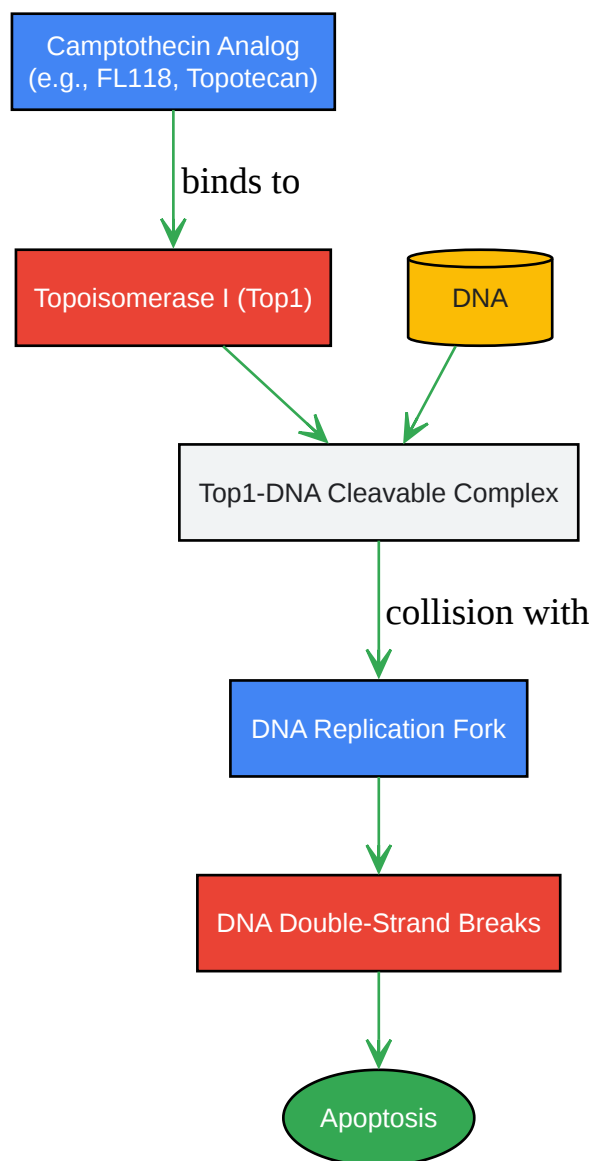 Camptothecin Analog
(e.g., FL118, Topotecan)
binds to
Topoisomerase I (Top1)
DNA
Top1-DNA Cleavable Complex
collision with
DNA Replication Fork
DNA Double-Strand Breaks
Apoptosis